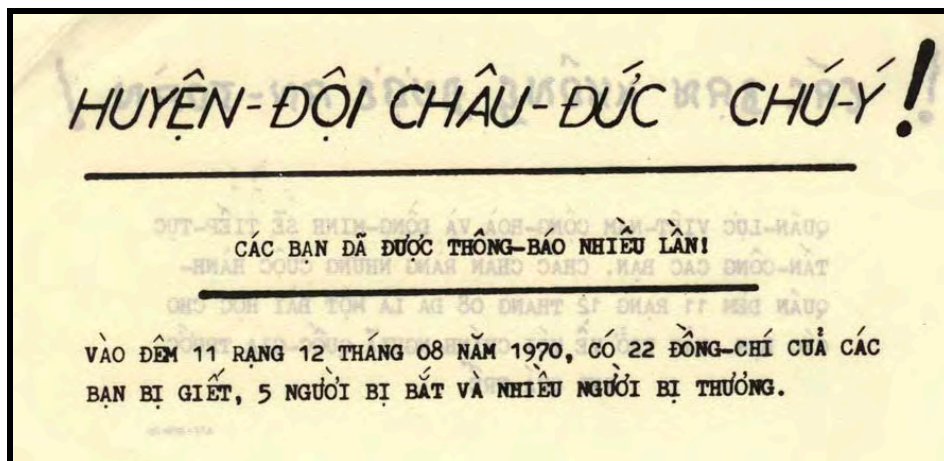 HUYỆN-ĐỘI CHÂU-ĐỨC CHÚ-Ý!
CÁC BẠN ĐÃ ĐƯỢC THÔNG-BÁO NHIỀU LẦN!
VÀO ĐÊM 11 RẠNG 12 THÁNG 08 NĂM 1970, CÓ 22 ĐỒNG-CHÍ CUẢ CÁC
BẠN BỊ GIẾT, 5 NGƯỜI BỊ BẮT VÀ NHIỀU NGƯỜI BỊ THƯƠNG.